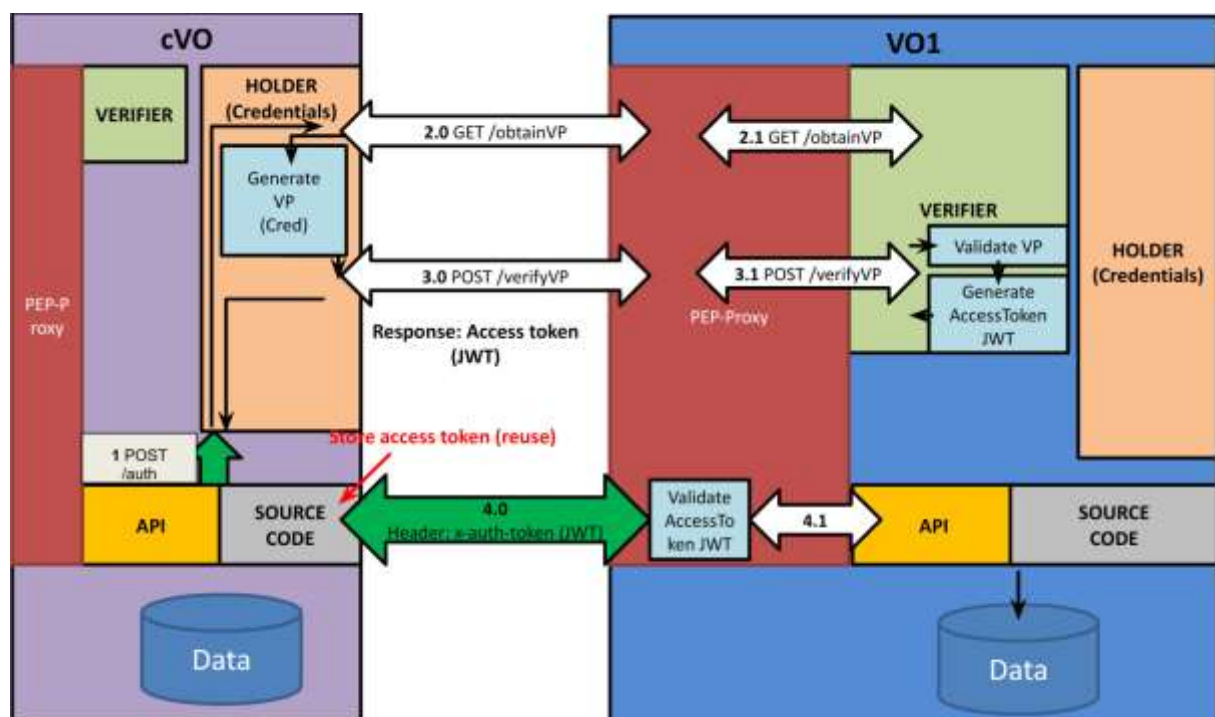 cVO
VO1
VERIFIER
HOLDER
(Credentials)
2.0 GET /obtainVP
2.1 GET /obtainVP
Generate
VP
(Cred)
VERIFIER
Validate VP
HOLDER
(Credentials)
3.0 POST /verifyVP
3.1 POST /verifyVP
Generate
AccessToken
JWT
PEP-P
roxy
PEP-Proxy
Response: Access token
(JWT)
Store access token (reuse)
1 POST
/auth
API
SOURCE
CODE
4.0
Header: x-auth-token (JWT)
Validate
AccessTo
ken JWT
4.1
API
SOURCE
CODE
Data
Data